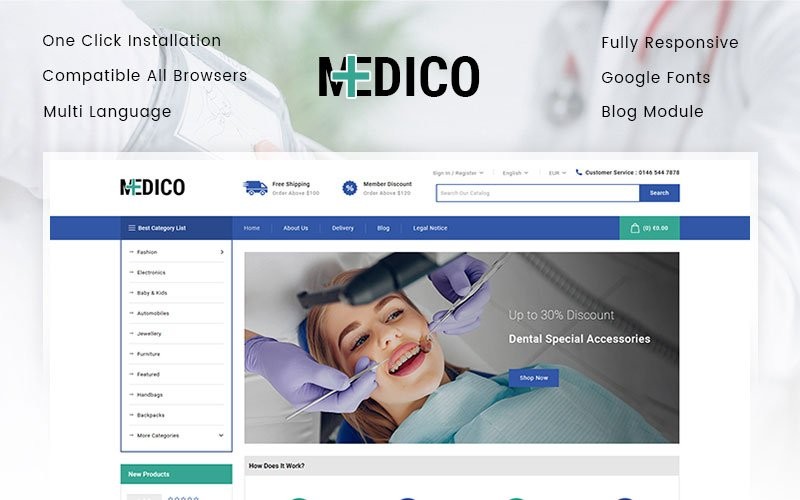 One Click Installation
Compatible All Browsers
Multi Language
MEDICO
Fully Responsive
Google Fonts
Blog Module
MEDICO
Free Shipping
Order Above $100
Member Discount
Order Above $120
Sign In / Register
English
EUR
Customer Service : 0146 544 7878
Search Our Catalog
Search
Best Category List
Home
About Us
Delivery
Blog
Legal Notice
(0) €0.00
Fashion
Electronics
Baby & Kids
Automobiles
Jewellery
Furniture
Featured
Handbags
Backpacks
More Categories
Up to 30% Discount
Dental Special Accessories
Shop Now
New Products
How Does It Work?